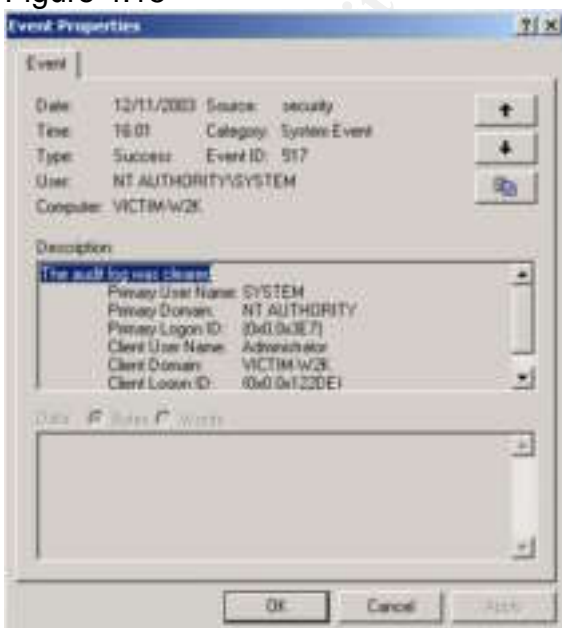 Event Properties
Event
Date: 12/11/2003 Source: security
Time: 16:01 Category: System Event
Type: Success Event ID: 517
User: NT AUTHORITY\SYSTEM
Computer: VICTIM-W2K
Description:
The audit log was cleared
Primary User Name: SYSTEM
Primary Domain: NT AUTHORITY
Primary Logon ID: (0x0,0x3E7)
Client User Name: Administrator
Client Domain: VICTIM-W2K
Client Logon ID: (0x0,0x122DE)
Data: Bytes Words
OK Cancel Apply